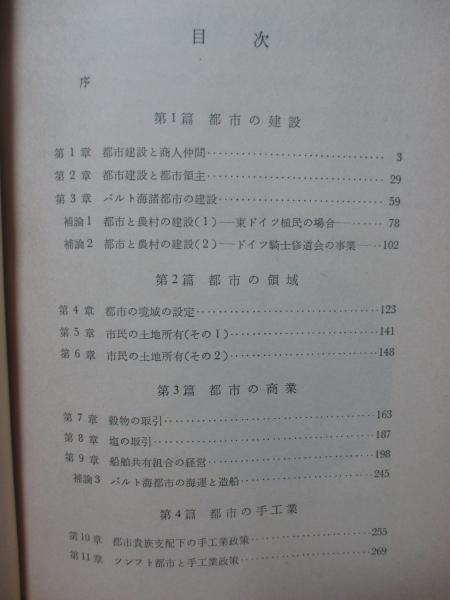 目次
序
第1篇 都市の建設
第1章 都市建設と商人仲間……………………………3
第2章 都市建設と都市領主……………………………29
第3章 バルト海諸都市の建設……………………………59
補論1 都市と農村の建設(1)──東ドイツ植民の場合─……78
補論2 都市と農村の建設(2)──ドイツ騎士修道会の事業─…102
第2篇 都市の領域
第4章 都市の境域の設定……………………………123
第5章 市民の土地所有(その1)……………………………141
第6章 市民の土地所有(その2)……………………………148
第3篇 都市の商業
第7章 穀物の取引……………………………163
第8章 塩の取引……………………………187
第9章 船舶共有組合の経営……………………………198
補論3 バルト海都市の海運と造船……………………………245
第4篇 都市の手工業
第10章 都市貴族支配下の手工業政策……………………………255
第11章 ツンフト都市と手工業政策……………………………269